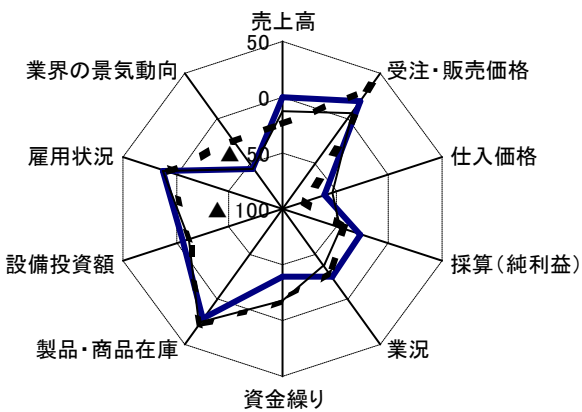 売上高
50
業界の景気動向
受注・販売価格
0
雇用状況
▲ 50
仕入価格
▲ 100
設備投資額
採算(純利益)
製品・商品在庫
業況
資金繰り